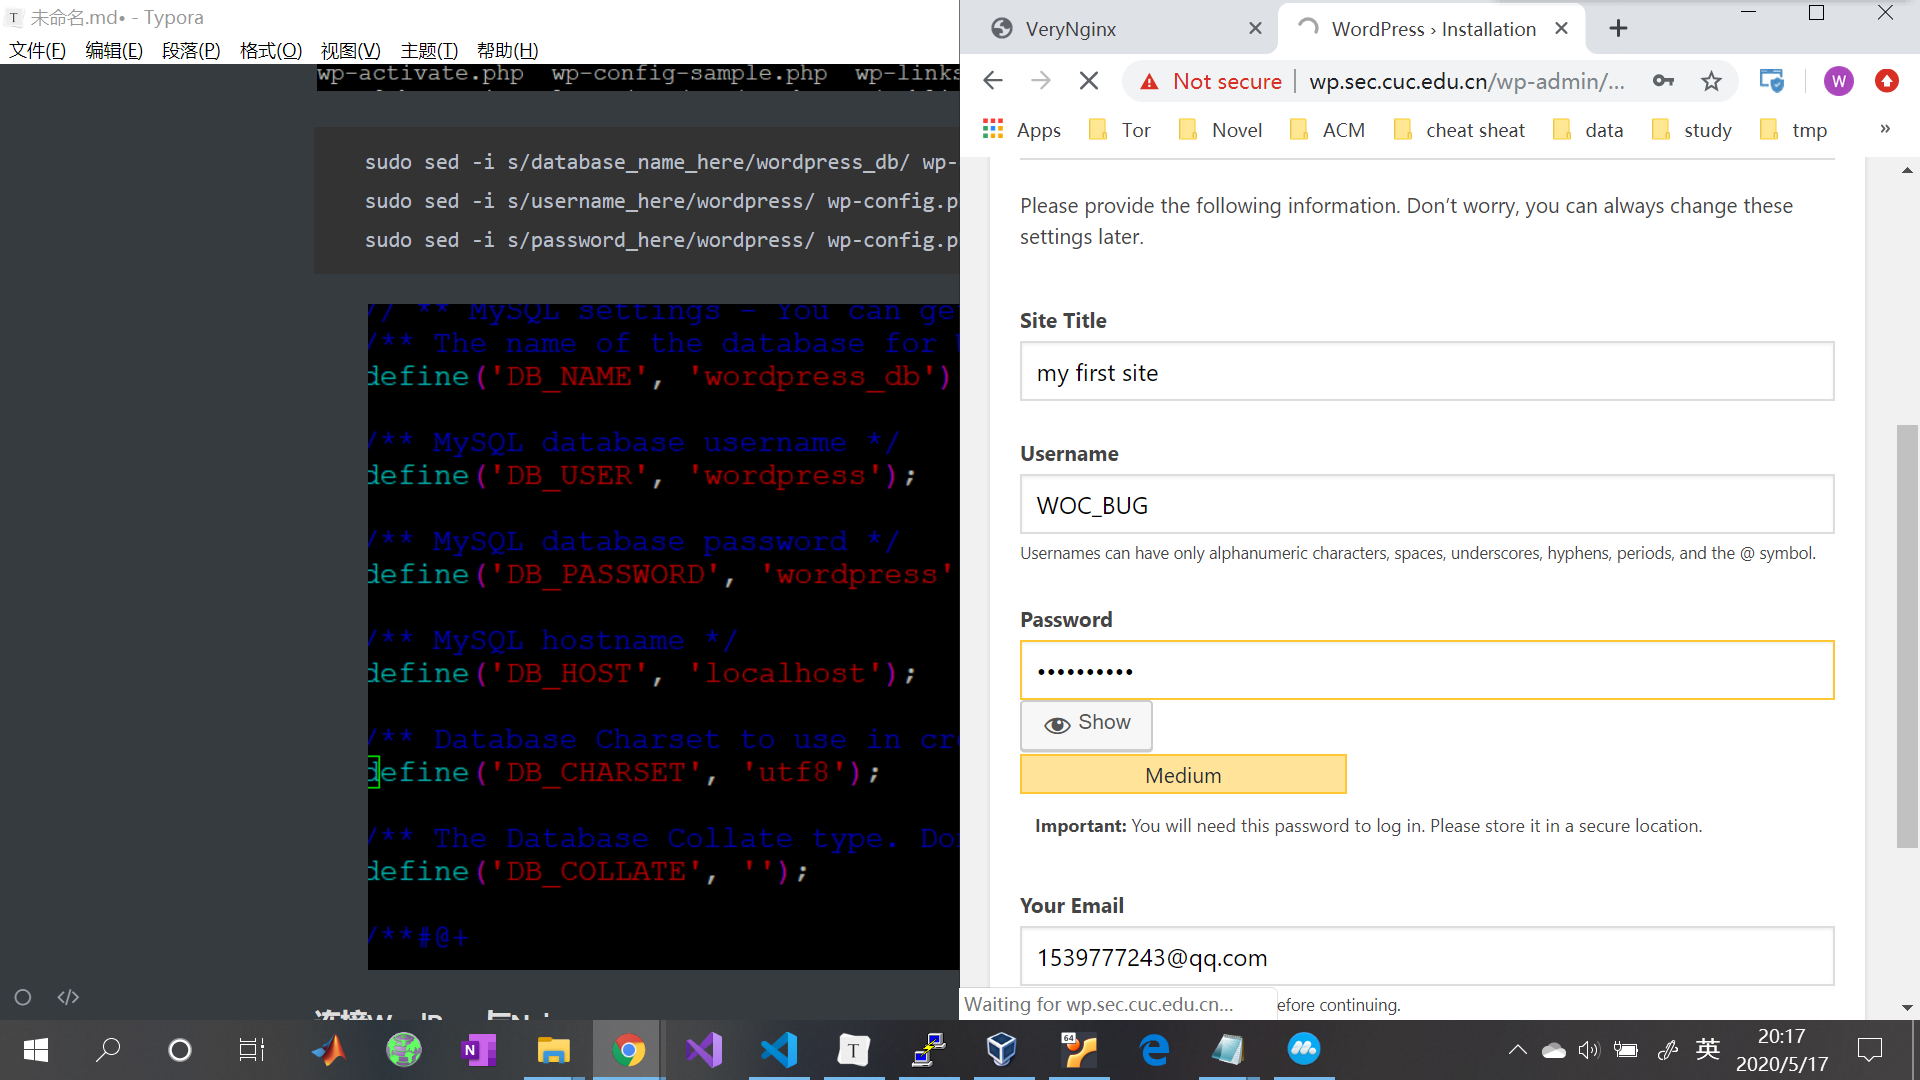 未命名.md• - Typora
文件(F) 编辑(E) 段落(P) 格式(O) 视图(V) 主题(T) 帮助(H)
wp-activate.php wp-config-sample.php wp-links
sudo sed -i s/database_name_here/wordpress_db/ wp-
sudo sed -i s/username_here/wordpress/ wp-config.p
sudo sed -i s/password_here/wordpress/ wp-config.p
// ** MySQL settings - You can ge
/** The name of the database for
define('DB_NAME', 'wordpress_db')
/** MySQL database username */
define('DB_USER', 'wordpress');
/** MySQL database password */
define('DB_PASSWORD', 'wordpress'
/** MySQL hostname */
define('DB_HOST', 'localhost');
/** Database Charset to use in cre
define('DB_CHARSET', 'utf8');
/** The Database Collate type. Do
define('DB_COLLATE', '');
/**#@+
VeryNginx
WordPress › Installation
Not secure
wp.sec.cuc.edu.cn/wp-admin/...
W
Apps Tor Novel ACM cheat sheat data study tmp »
Please provide the following information. Don’t worry, you can always change these
settings later.
Site Title
my first site
Username
WOC_BUG
Usernames can have only alphanumeric characters, spaces, underscores, hyphens, periods, and the @ symbol.
Password
••••••••••
Show
Medium
Important: You will need this password to log in. Please store it in a secure location.
Your Email
1539777243@qq.com
Waiting for wp.sec.cuc.edu.cn...
efore continuing.
英
20:17
2020/5/17